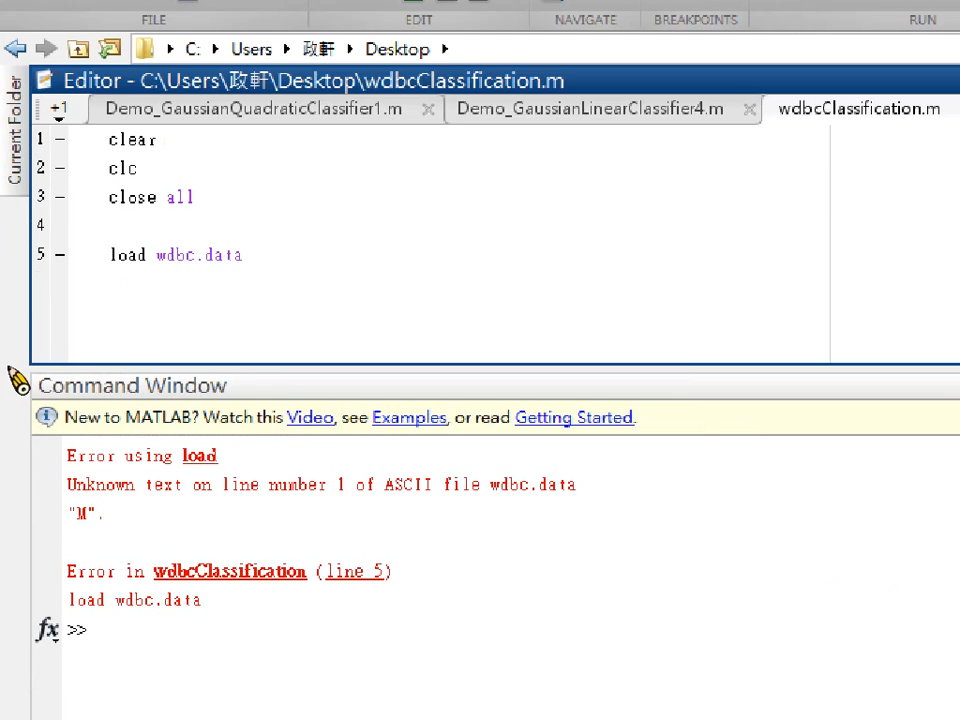 FILE EDIT NAVIGATE BREAKPOINTS RUN
C: Users 政軒 Desktop
Current Folder
Editor - C:\Users\政軒\Desktop\wdbcClassification.m
+1 Demo_GaussianQuadraticClassifier1.m Demo_GaussianLinearClassifier4.m wdbcClassification.m
1 clear
2 clc
3 close all
4
5 load wdbc.data
Command Window
New to MATLAB? Watch this Video, see Examples, or read Getting Started.
Error using load
Unknown text on line number 1 of ASCII file wdbc.data
"M".
Error in wdbcClassification (line 5)
load wdbc.data
fx >>